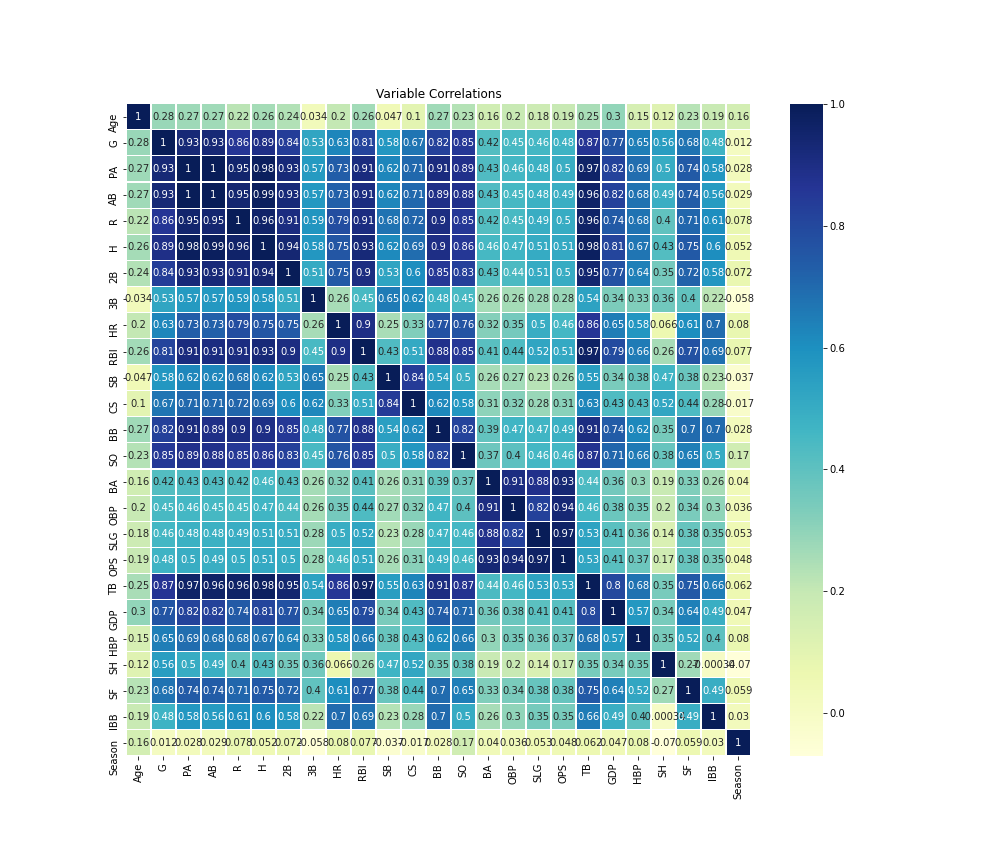 Variable Correlations
Age 1 0.28 0.27 0.27 0.22 0.26 0.24 0.034 0.2 0.26 0.047 0.1 0.27 0.23 0.16 0.2 0.18 0.19 0.25 0.3 0.15 0.12 0.23 0.19 0.16
G 0.28 1 0.93 0.93 0.86 0.89 0.84 0.53 0.63 0.81 0.58 0.67 0.82 0.85 0.42 0.45 0.46 0.48 0.87 0.77 0.65 0.56 0.68 0.48 0.012
PA 0.27 0.93 1 1 0.95 0.98 0.93 0.57 0.73 0.91 0.62 0.71 0.91 0.89 0.43 0.46 0.48 0.5 0.97 0.82 0.69 0.5 0.74 0.58 0.028
AB 0.27 0.93 1 1 0.95 0.99 0.93 0.57 0.73 0.91 0.62 0.71 0.89 0.88 0.43 0.45 0.48 0.49 0.96 0.82 0.68 0.49 0.74 0.56 0.029
R 0.22 0.86 0.95 0.95 1 0.96 0.91 0.59 0.79 0.91 0.68 0.72 0.9 0.85 0.42 0.45 0.49 0.5 0.96 0.74 0.68 0.4 0.71 0.61 0.078
H 0.26 0.89 0.98 0.99 0.96 1 0.94 0.58 0.75 0.93 0.62 0.69 0.9 0.86 0.46 0.47 0.51 0.51 0.98 0.81 0.67 0.43 0.75 0.6 0.052
2B 0.24 0.84 0.93 0.93 0.91 0.94 1 0.51 0.75 0.9 0.53 0.6 0.85 0.83 0.43 0.44 0.51 0.5 0.95 0.77 0.64 0.35 0.72 0.58 0.072
3B 0.034 0.53 0.57 0.57 0.59 0.58 0.51 1 0.26 0.45 0.65 0.62 0.48 0.45 0.26 0.26 0.28 0.28 0.54 0.34 0.33 0.36 0.4 0.22 -0.058
HR 0.2 0.63 0.73 0.73 0.79 0.75 0.75 0.26 1 0.9 0.25 0.33 0.77 0.76 0.32 0.35 0.5 0.46 0.86 0.65 0.58 0.066 0.61 0.7 0.08
RBI 0.26 0.81 0.91 0.91 0.91 0.93 0.9 0.45 0.9 1 0.43 0.51 0.88 0.85 0.41 0.44 0.52 0.51 0.97 0.79 0.66 0.26 0.77 0.69 0.077
SB 0.047 0.58 0.62 0.62 0.68 0.62 0.53 0.65 0.25 0.43 1 0.84 0.54 0.5 0.26 0.27 0.23 0.26 0.55 0.34 0.38 0.47 0.38 0.23 -0.037
CS 0.1 0.67 0.71 0.71 0.72 0.69 0.6 0.62 0.33 0.51 0.84 1 0.62 0.58 0.31 0.32 0.28 0.31 0.63 0.43 0.43 0.52 0.44 0.28 -0.017
BB 0.27 0.82 0.91 0.89 0.9 0.9 0.85 0.48 0.77 0.88 0.54 0.62 1 0.82 0.39 0.47 0.47 0.49 0.91 0.74 0.62 0.35 0.7 0.7 0.028
SO 0.23 0.85 0.89 0.88 0.85 0.86 0.83 0.45 0.76 0.85 0.5 0.58 0.82 1 0.37 0.4 0.46 0.46 0.87 0.71 0.66 0.38 0.65 0.5 0.17
BA 0.16 0.42 0.43 0.43 0.42 0.46 0.43 0.26 0.32 0.41 0.26 0.31 0.39 0.37 1 0.91 0.88 0.93 0.44 0.36 0.3 0.19 0.33 0.26 0.04
OBP 0.2 0.45 0.46 0.45 0.45 0.47 0.44 0.26 0.35 0.44 0.27 0.32 0.47 0.4 0.91 1 0.82 0.94 0.46 0.38 0.35 0.2 0.34 0.3 0.036
SLG 0.18 0.46 0.48 0.48 0.49 0.51 0.51 0.28 0.5 0.52 0.23 0.28 0.47 0.46 0.88 0.82 1 0.97 0.53 0.41 0.36 0.14 0.38 0.35 0.053
OPS 0.19 0.48 0.5 0.49 0.5 0.51 0.5 0.28 0.46 0.51 0.26 0.31 0.49 0.46 0.93 0.94 0.97 1 0.53 0.41 0.37 0.17 0.38 0.35 0.048
TB 0.25 0.87 0.97 0.96 0.96 0.98 0.95 0.54 0.86 0.97 0.55 0.63 0.91 0.87 0.44 0.46 0.53 0.53 1 0.8 0.68 0.35 0.75 0.66 0.062
GDP 0.3 0.77 0.82 0.82 0.74 0.81 0.77 0.34 0.65 0.79 0.34 0.43 0.74 0.71 0.36 0.38 0.41 0.41 0.8 1 0.57 0.34 0.64 0.49 0.047
HBP 0.15 0.65 0.69 0.68 0.68 0.67 0.64 0.33 0.58 0.66 0.38 0.43 0.62 0.66 0.3 0.35 0.36 0.37 0.68 0.57 1 0.35 0.52 0.4 0.08
SH 0.12 0.56 0.5 0.49 0.4 0.43 0.35 0.36 0.066 0.26 0.47 0.52 0.35 0.38 0.19 0.2 0.14 0.17 0.35 0.34 0.35 1 0.27 -0.00034 -0.07
SF 0.23 0.68 0.74 0.74 0.71 0.75 0.72 0.4 0.61 0.77 0.38 0.44 0.7 0.65 0.33 0.34 0.38 0.38 0.75 0.64 0.52 0.27 1 0.49 0.059
IBB 0.19 0.48 0.58 0.56 0.61 0.6 0.58 0.22 0.7 0.69 0.23 0.28 0.7 0.5 0.26 0.3 0.35 0.35 0.66 0.49 0.4 0.49 1 0.03
Season 0.16 0.012 0.028 0.029 0.078 0.052 0.072 -0.058 0.08 0.077 -0.037 -0.017 0.028 0.17 0.04 0.036 0.053 0.048 0.062 0.047 0.08 -0.07 0.059 0.03 1
Age G PA AB R H 2B 3B HR RBI SB CS BB SO BA OBP SLG OPS TB GDP HBP SH SF IBB Season
1.0
0.8
0.6
0.4
0.2
0.0